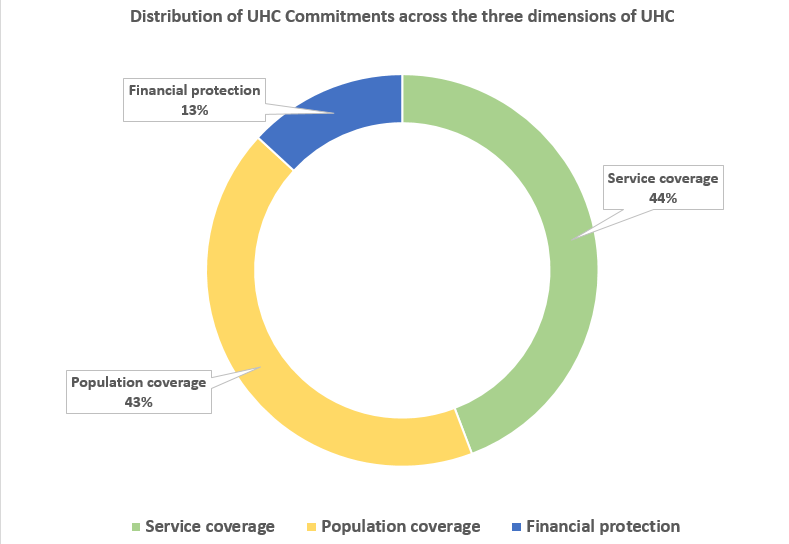 Distribution of UHC Commitments across the three dimensions of UHC
Financial protection
13%
Service coverage
44%
Population coverage
43%
Service coverage
Population coverage
Financial protection